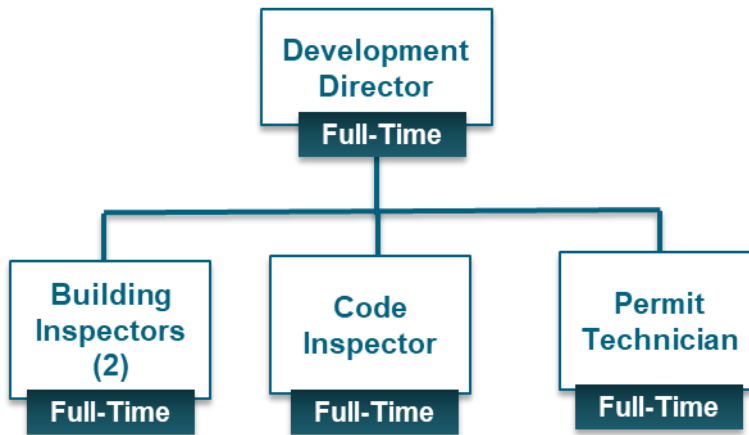 Development
Director
Full-Time
Building
Inspectors
(2)
Full-Time
Code
Inspector
Full-Time
Permit
Technician
Full-Time